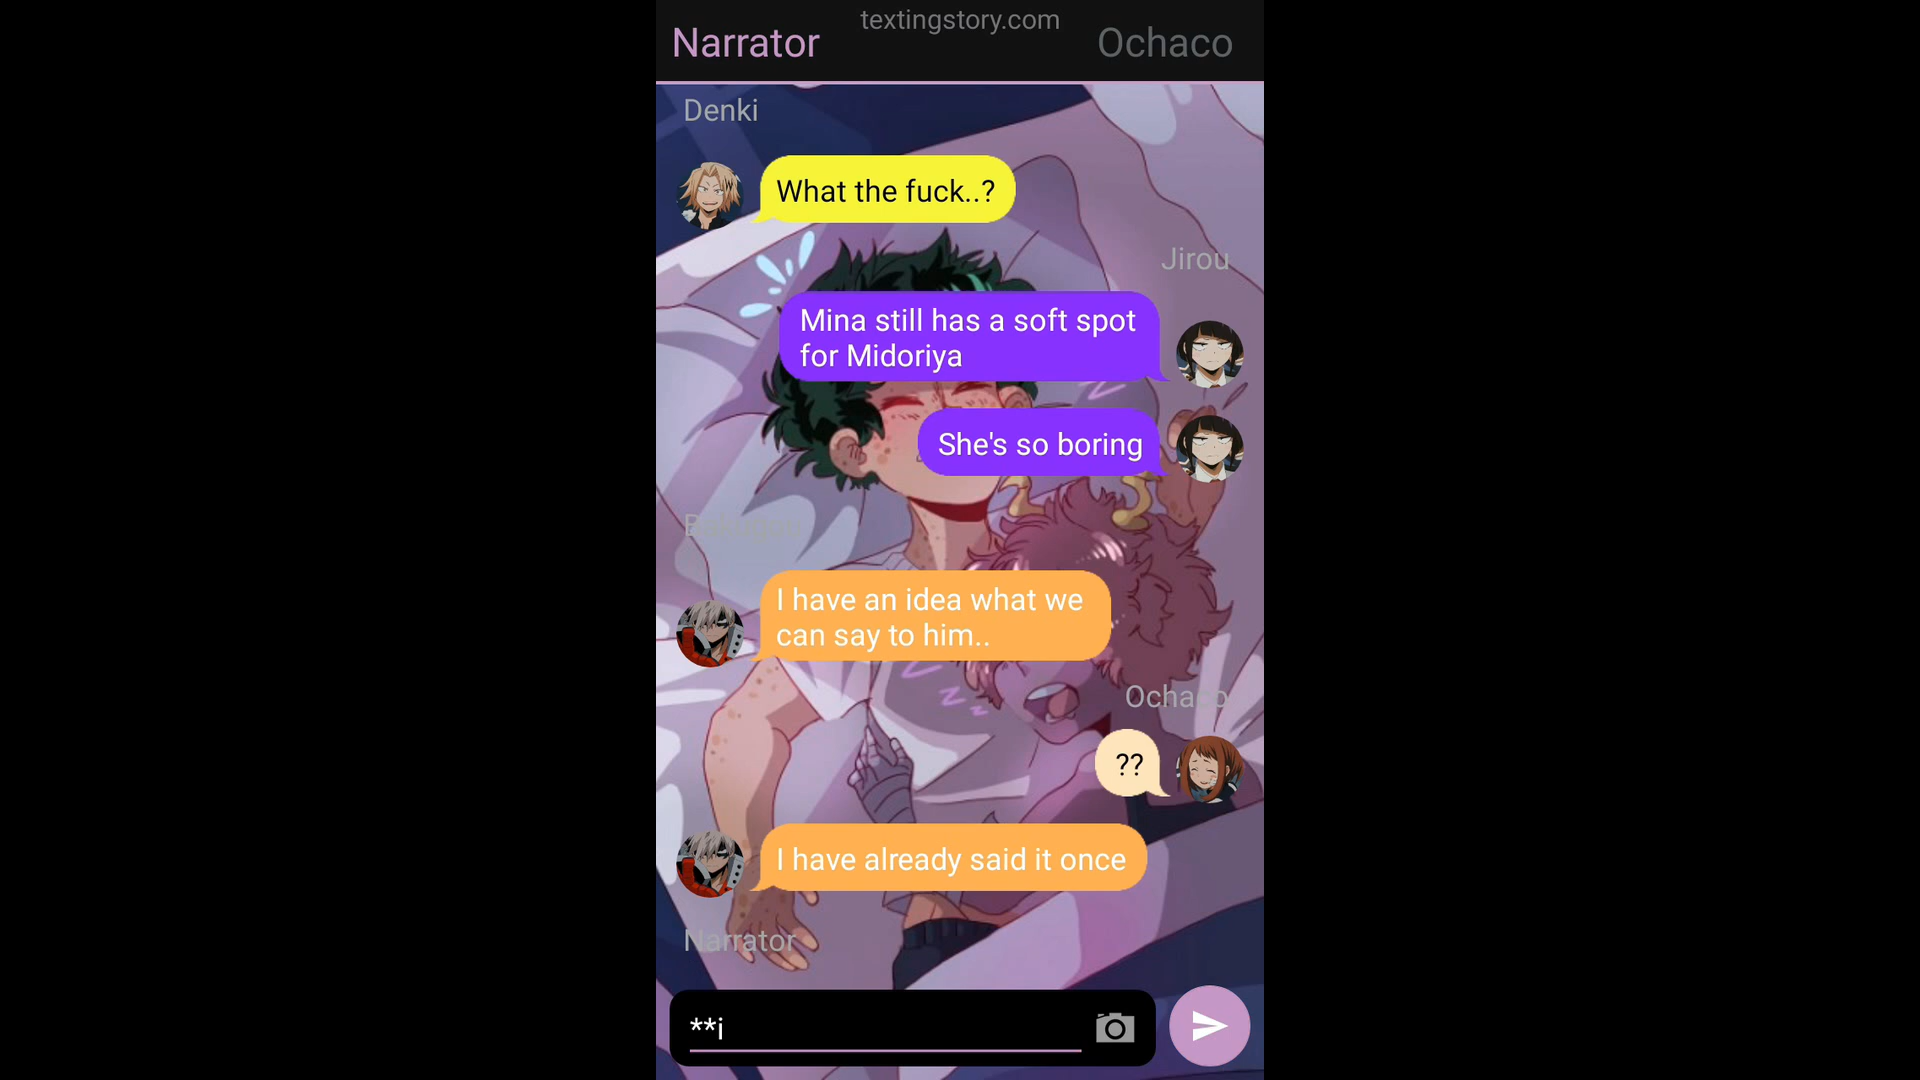 textingstory.com
Narrator
Ochaco
Denki
What the fuck..?
Jirou
Mina still has a soft spot
for Midoriya
She's so boring
Bakugou
I have an idea what we
can say to him..
Ochaco
??
I have already said it once
Narrator
**i